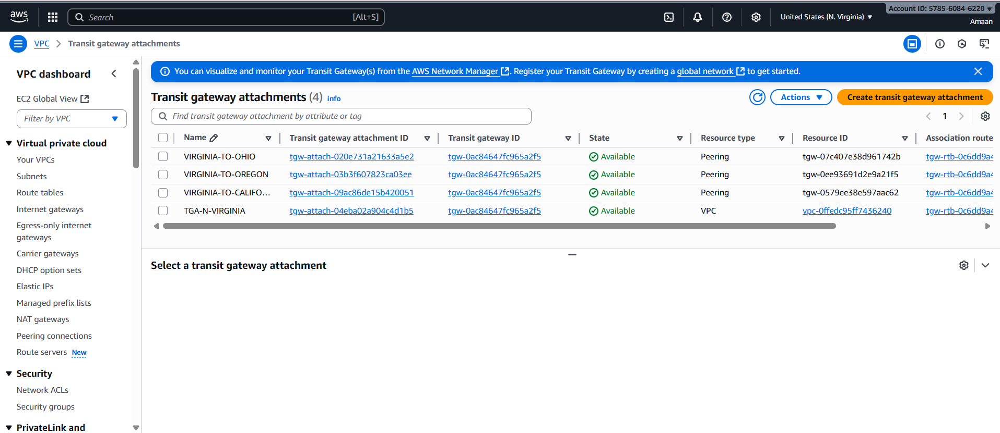 aws
Search [Alt+S]
United States (N. Virginia)
Account ID: 5785-6084-6220
Amaan
VPC Transit gateway attachments
VPC dashboard
EC2 Global View
Filter by VPC
Virtual private cloud
Your VPCs
Subnets
Route tables
Internet gateways
Egress-only internet
gateways
Carrier gateways
DHCP option sets
Elastic IPs
Managed prefix lists
NAT gateways
Peering connections
Route servers New
Security
Network ACLs
Security groups
PrivateLink and
You can visualize and monitor your Transit Gateway(s) from the AWS Network Manager. Register your Transit Gateway by creating a global network to get started.
Transit gateway attachments (4) info
Actions
Create transit gateway attachment
Find transit gateway attachment by attribute or tag
1
Name Transit gateway attachment ID Transit gateway ID State Resource type Resource ID Association route
VIRGINIA-TO-OHIO tgw-attach-020e731a21633a5e2 tgw-0ac84647fc965a2f5 Available Peering tgw-07c407e38d961742b tgw-rtb-0c6dd9a4
VIRGINIA-TO-OREGON tgw-attach-03b3f607823ca03ee tgw-0ac84647fc965a2f5 Available Peering tgw-0ee93691d2e9a21f5 tgw-rtb-0c6dd9a4
VIRGINIA-TO-CALIFO... tgw-attach-09ac86de15b420051 tgw-0ac84647fc965a2f5 Available Peering tgw-0579ee38e597aac62 tgw-rtb-0c6dd9a4
TGA-N-VIRGINIA tgw-attach-04eba02a904c4d1b5 tgw-0ac84647fc965a2f5 Available VPC vpc-0ffedc95ff7436240 tgw-rtb-0c6dd9a4
Select a transit gateway attachment